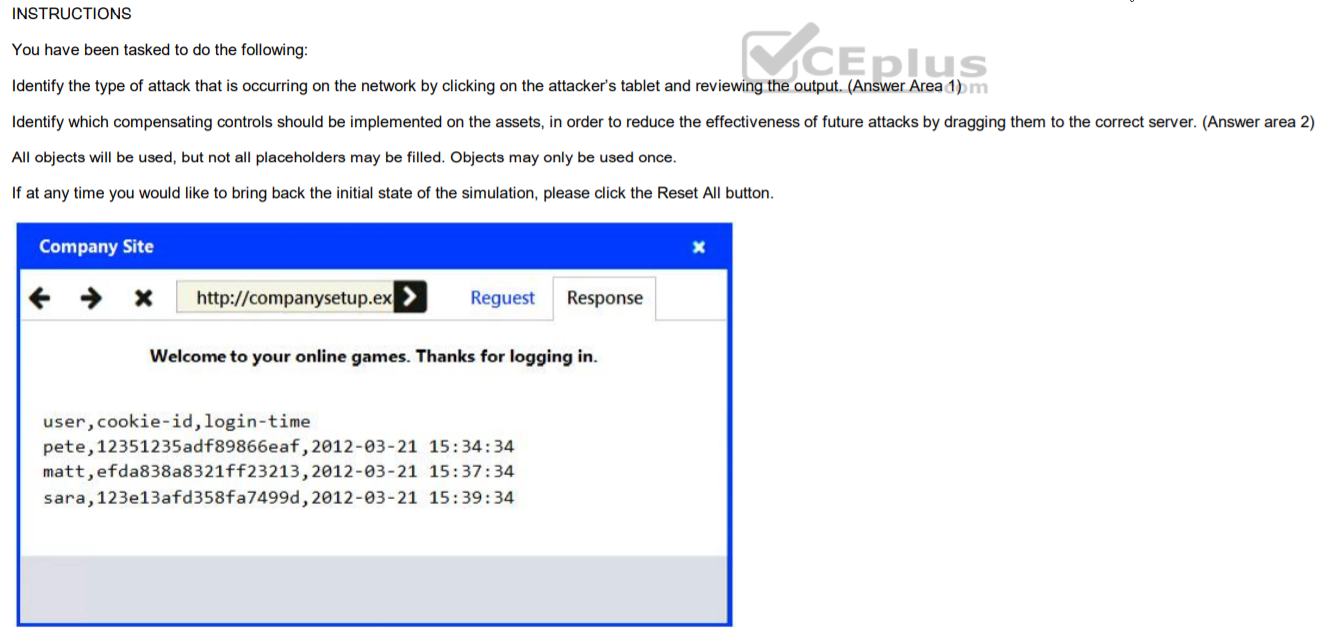 INSTRUCTIONS
You have been tasked to do the following:
CEplus
Identify the type of attack that is occurring on the network by clicking on the attacker's tablet and reviewing the output. (Answer Area 1)
Identify which compensating controls should be implemented on the assets, in order to reduce the effectiveness of future attacks by dragging them to the correct server. (Answer area 2)
All objects will be used, but not all placeholders may be filled. Objects may only be used once.
If at any time you would like to bring back the initial state of the simulation, please click the Reset All button.
Company Site
http://companysetup.ex Reguest Response
Welcome to your online games. Thanks for logging in.
user,cookie-id,login-time
pete,12351235adf89866eaf,2012-03-21 15:34:34
matt,efda838a8321ff23213,2012-03-21 15:37:34
sara,123e13afd358fa7499d,2012-03-21 15:39:34